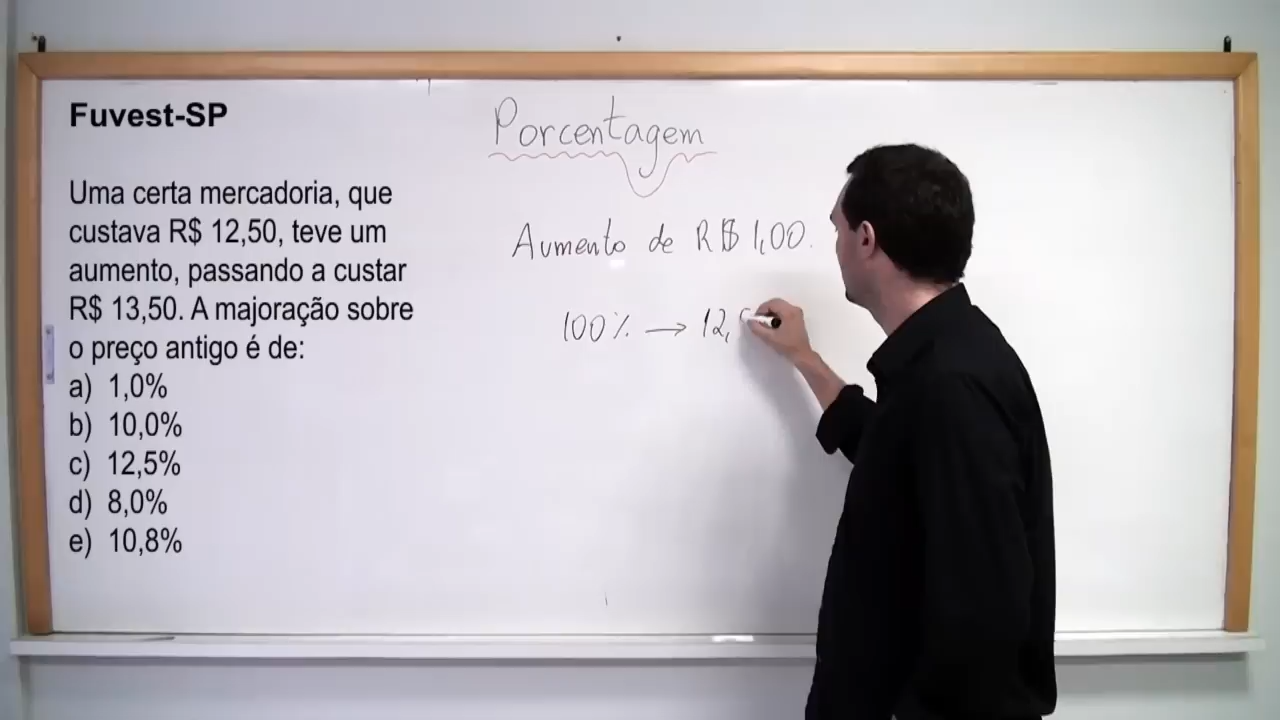 Fuvest-SP
Uma certa mercadoria, que
custava R$ 12,50, teve um
aumento, passando a custar
R$ 13,50. A majoração sobre
o preço antigo é de:
a) 1,0%
b) 10,0%
c) 12,5%
d) 8,0%
e) 10,8%
Porcentagem
Aumento de R$ 1,00.
100% → 12,5